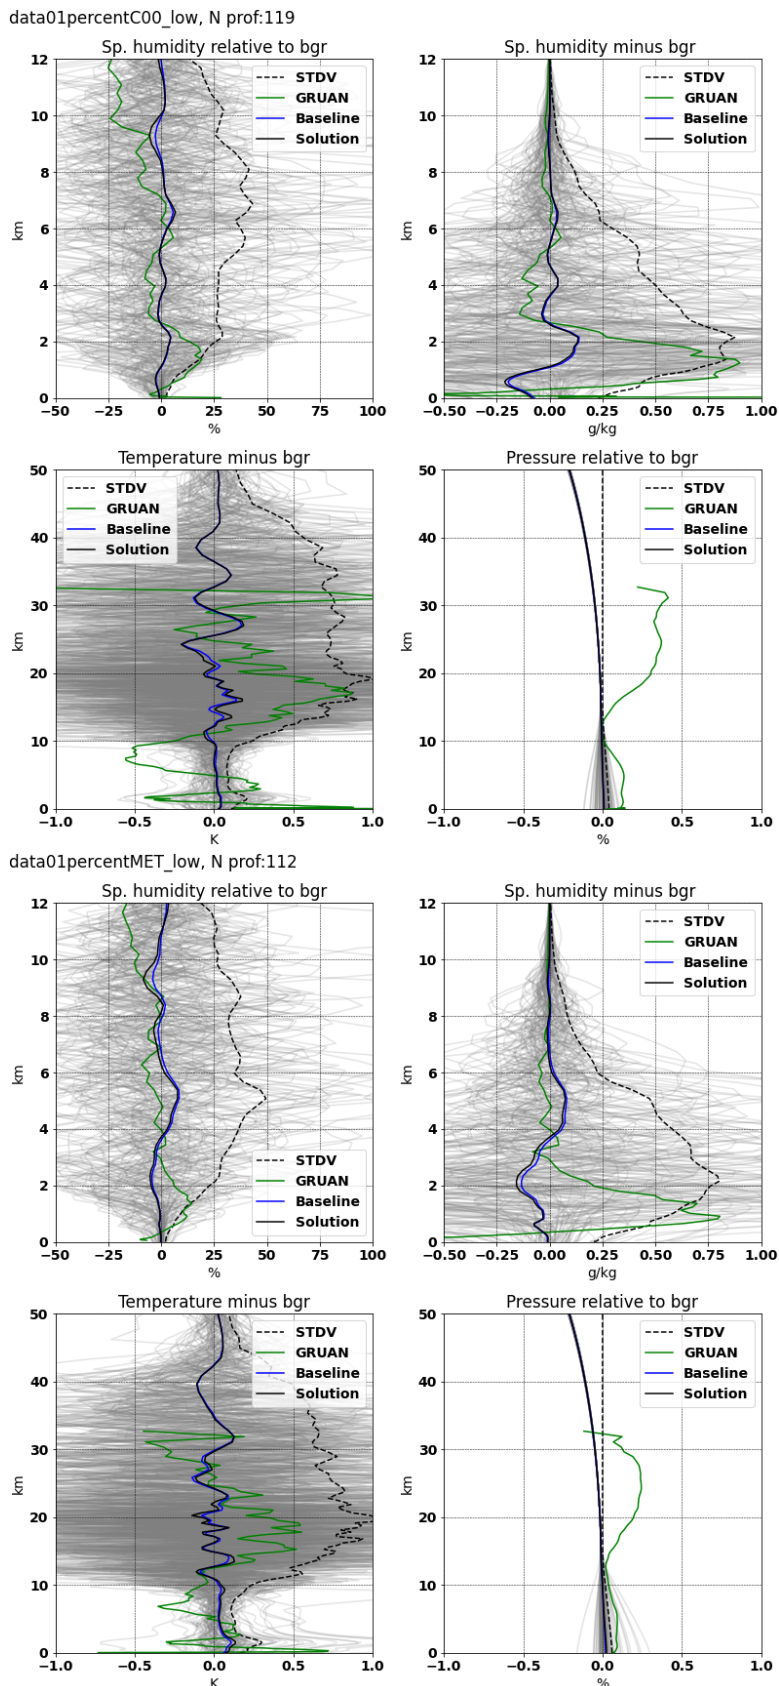 data01percentC00_low, N prof:119
Sp. humidity relative to bgr
Sp. humidity minus bgr
12
10
8
6
4
2
0
km
−50 −25 0 25 50 75 100
%
STDV
GRUAN
Baseline
Solution
12
10
8
6
4
2
0
km
−0.50 −0.25 0.00 0.25 0.50 0.75 1.00
g/kg
STDV
GRUAN
Baseline
Solution
Temperature minus bgr
Pressure relative to bgr
50
40
30
20
10
0
km
−1.0 −0.5 0.0 0.5 1.0
K
STDV
GRUAN
Baseline
Solution
50
40
30
20
10
0
km
−1.0 −0.5 0.0 0.5 1.0
%
STDV
GRUAN
Baseline
Solution
data01percentMET_low, N prof:112
Sp. humidity relative to bgr
Sp. humidity minus bgr
12
10
8
6
4
2
0
km
−50 −25 0 25 50 75 100
%
STDV
GRUAN
Baseline
Solution
12
10
8
6
4
2
0
km
−0.50 −0.25 0.00 0.25 0.50 0.75 1.00
g/kg
STDV
GRUAN
Baseline
Solution
Temperature minus bgr
Pressure relative to bgr
50
40
30
20
10
0
km
−1.0 −0.5 0.0 0.5 1.0
K
STDV
GRUAN
Baseline
Solution
50
40
30
20
10
0
km
−1.0 −0.5 0.0 0.5 1.0
%
STDV
GRUAN
Baseline
Solution